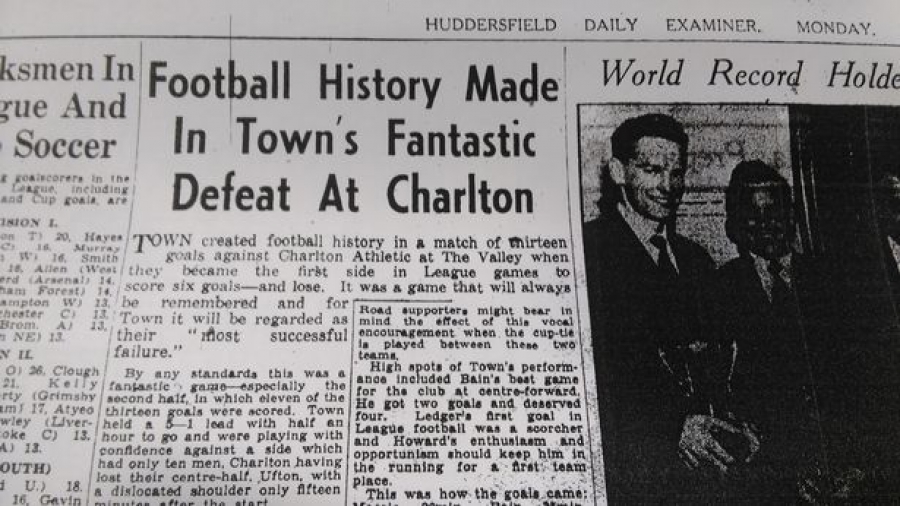 HUDDERSFIELD DAILY EXAMINER, MONDAY,
ksmen In
gue And
Soccer
g goalscorers in the
League, including
and Cup goals, are
ISION I.
on T) 20, Hayes
C) 16, Murray
W) 16, Smith
16, Allen (West
erd (Arsenal) 14,
ham Forest) 14,
ampton W) 13,
chester C) 13,
Brom. A) 13,
n NE) 13.
N II.
O) 26, Clough
21, Kelly
rty (Grimsby
am) 17, Atyeo
wley (Liver-
oke C) 13,
A) 13.
OUTH)
d U.) 18,
16, Gavin
Football History Made
In Town's Fantastic
Defeat At Charlton
TOWN created football history in a match of thirteen
goals against Charlton Athletic at The Valley when
they became the first side in League games to
score six goals—and lose. It was a game that will always
be remembered and for
Town it will be regarded as
their "most successful
failure."
By any standards this was a
fantastic game—especially the
second half, in which eleven of the
thirteen goals were scored. Town
held a 5—1 lead with half an
hour to go and were playing with
confidence against a side which
had only ten men, Charlton having
lost their centre-half, Ufton, with
a dislocated shoulder only fifteen
minutes after the start.
Road supporters might bear in
mind the effect of this vocal
encouragement when the cup-tie
is played between these two
teams.
High spots of Town's perform-
ance included Bain's best game
for the club at centre-forward.
He got two goals and deserved
four. Ledger's first goal in
League football was a scorcher
and Howard's enthusiasm and
opportunism should keep him in
the running for a first team
place.
This was how the goals came:
World Record Holde